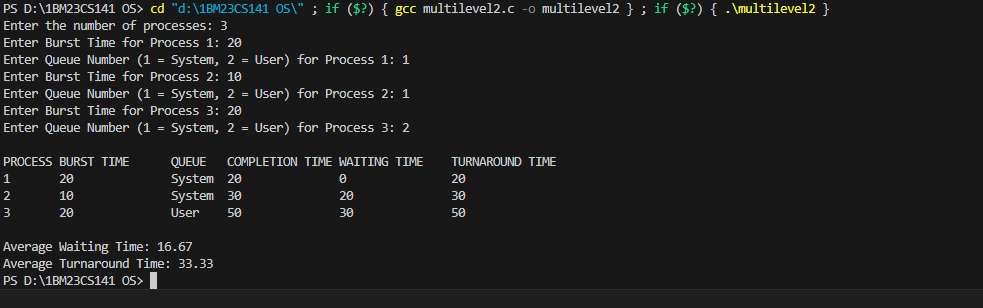 PS D:\1BM23CS141 OS> cd "d:\1BM23CS141 OS\" ; if ($?) { gcc multilevel2.c -o multilevel2 } ; if ($?) { .\multilevel2 }
Enter the number of processes: 3
Enter Burst Time for Process 1: 20
Enter Queue Number (1 = System, 2 = User) for Process 1: 1
Enter Burst Time for Process 2: 10
Enter Queue Number (1 = System, 2 = User) for Process 2: 1
Enter Burst Time for Process 3: 20
Enter Queue Number (1 = System, 2 = User) for Process 3: 2
PROCESS BURST TIME QUEUE COMPLETION TIME WAITING TIME TURNAROUND TIME
1 20 System 20 0 20
2 10 System 30 20 30
3 20 User 50 30 50
Average Waiting Time: 16.67
Average Turnaround Time: 33.33
PS D:\1BM23CS141 OS>